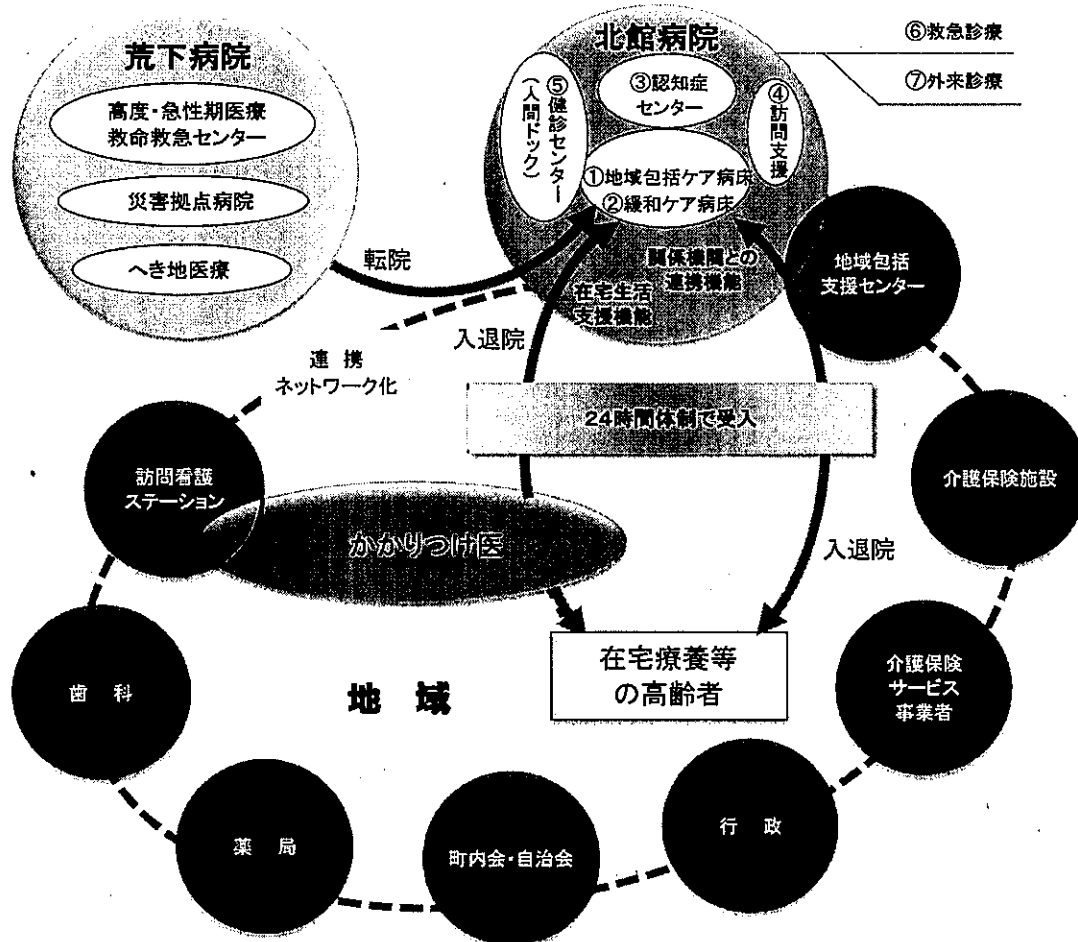 荒下病院
高度・急性期医療
救命救急センター
災害拠点病院
へき地医療
北館病院
⑤健診センター
(人間ドック)
③認知症
センター
④訪問支援
①地域包括ケア病床
②緩和ケア病床
関係機関との
連携機能
在宅生活
支援機能
⑥救急診療
⑦外来診療
転院
入退院
連 携
ネットワーク化
24時間体制で受入
地域包括
支援センター
介護保険施設
訪問看護
ステーション
かかりつけ医
入退院
在宅療養等
の高齢者
介護保険
サービス
事業者
歯 科
地 域
薬 局
町内会・自治会
行 政